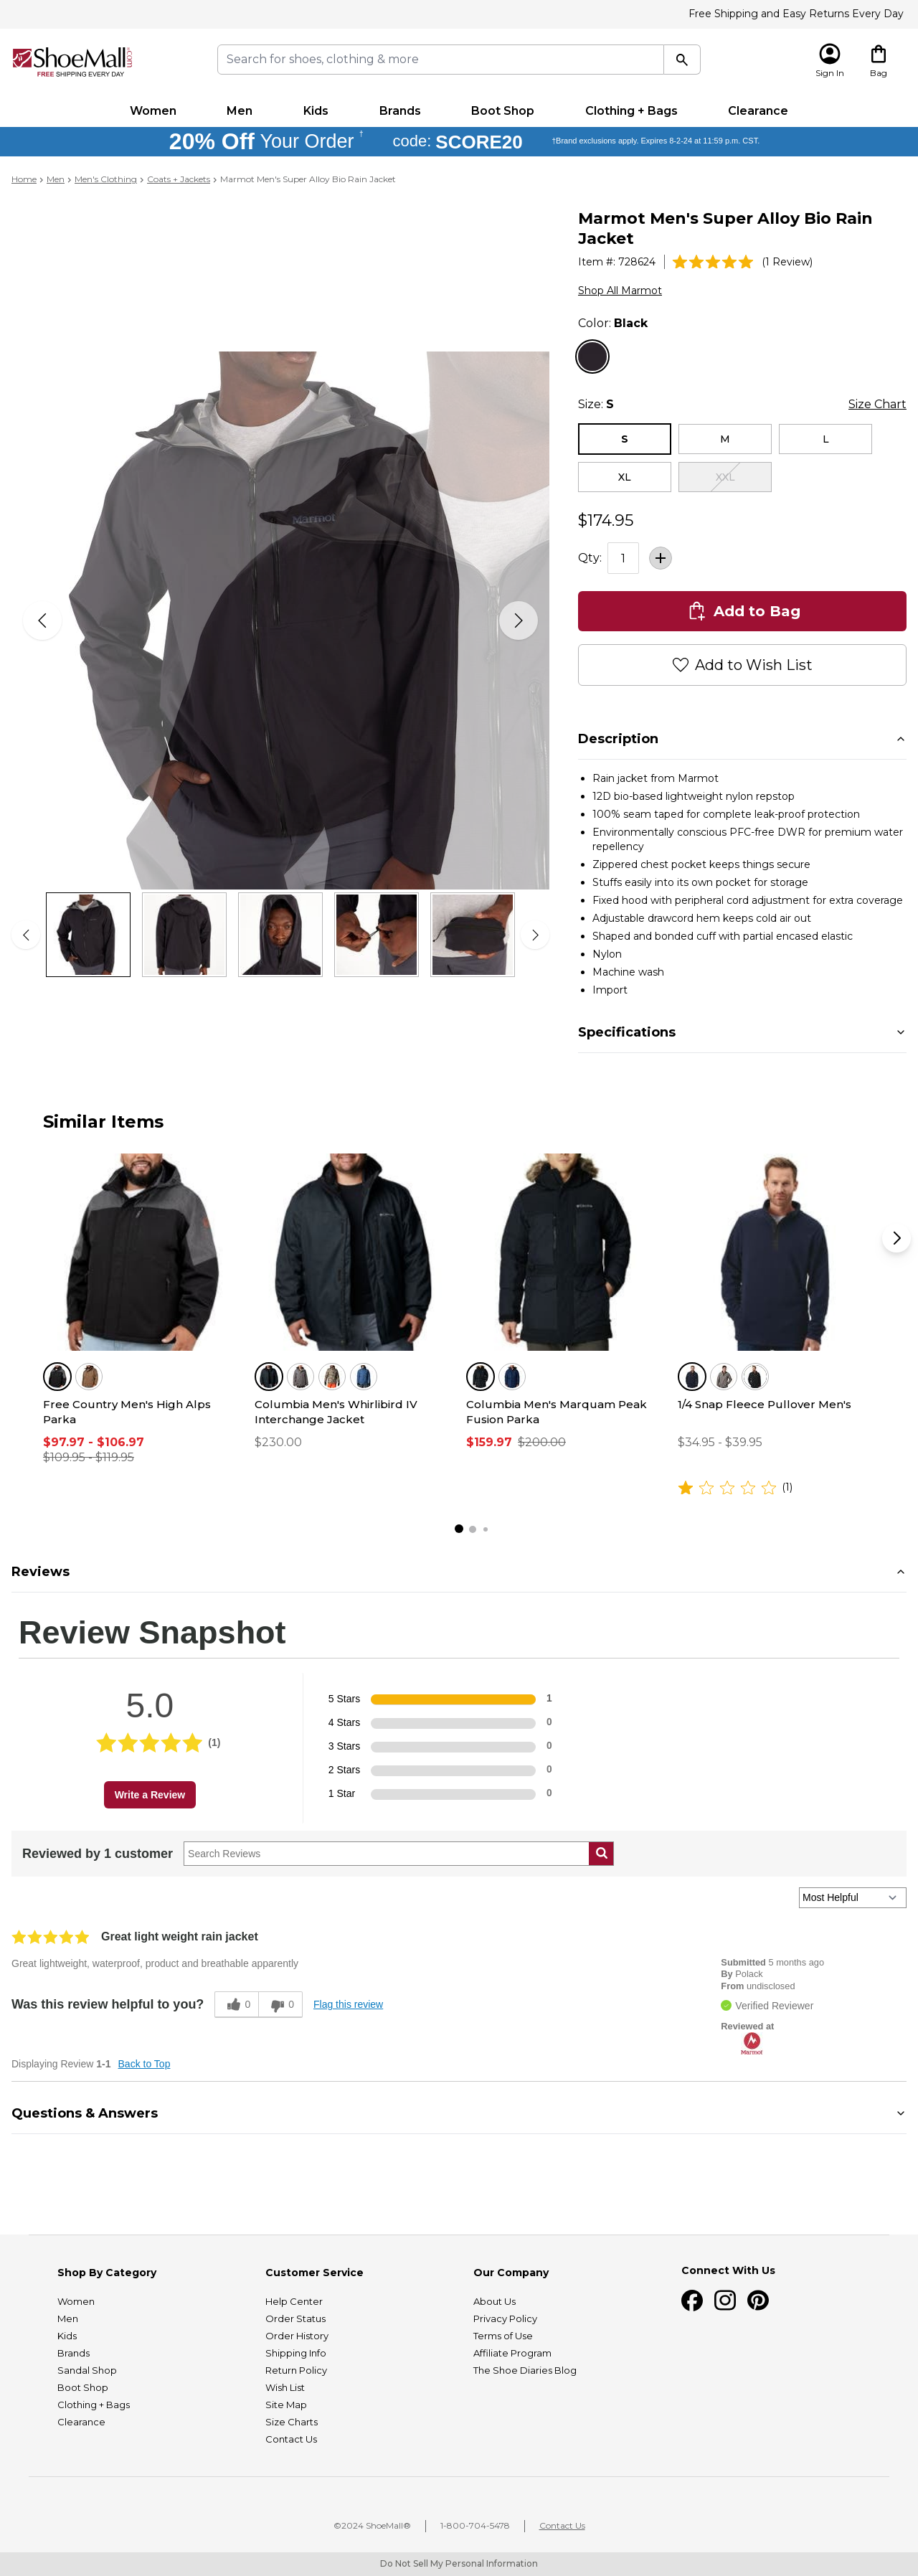 Free Shipping and Easy Returns Every Day
ShoeMall.com
FREE SHIPPING EVERY DAY
Search for shoes, clothing & more
Sign In
Bag
Women
Men
Kids
Brands
Boot Shop
Clothing + Bags
Clearance
20% Off Your Order † code: SCORE20 †Brand exclusions apply. Expires 8-2-24 at 11:59 p.m. CST.
Home > Men > Men's Clothing > Coats + Jackets > Marmot Men's Super Alloy Bio Rain Jacket
Marmot Men's Super Alloy Bio Rain
Jacket
Item #: 728624
(1 Review)
Shop All Marmot
Color: Black
Size: S
Size Chart
S
M
L
XL
XXL
$174.95
Qty: 1
Add to Bag
Add to Wish List
Marmot
Description
• Rain jacket from Marmot
• 12D bio-based lightweight nylon repstop
• 100% seam taped for complete leak-proof protection
• Environmentally conscious PFC-free DWR for premium water
repellency
• Zippered chest pocket keeps things secure
• Stuffs easily into its own pocket for storage
• Fixed hood with peripheral cord adjustment for extra coverage
• Adjustable drawcord hem keeps cold air out
• Shaped and bonded cuff with partial encased elastic
• Nylon
• Machine wash
• Import
Specifications
Similar Items
Free Country Men's High Alps
Parka
$97.97 - $106.97
$109.95 - $119.95
Columbia Men's Whirlibird IV
Interchange Jacket
$230.00
Columbia Men's Marquam Peak
Fusion Parka
$159.97 $200.00
1/4 Snap Fleece Pullover Men's
$34.95 - $39.95
(1)
Reviews
Review Snapshot
5.0
(1)
Write a Review
5 Stars 1
4 Stars 0
3 Stars 0
2 Stars 0
1 Star 0
Reviewed by 1 customer
Search Reviews
Most Helpful
Great light weight rain jacket
Great lightweight, waterproof, product and breathable apparently
Was this review helpful to you?
0
0
Flag this review
Submitted 5 months ago
By Polack
From undisclosed
Verified Reviewer
Reviewed at
Marmot
Displaying Review 1-1 Back to Top
Questions & Answers
Shop By Category
Women
Men
Kids
Brands
Sandal Shop
Boot Shop
Clothing + Bags
Clearance
Customer Service
Help Center
Order Status
Order History
Shipping Info
Return Policy
Wish List
Site Map
Size Charts
Contact Us
Our Company
About Us
Privacy Policy
Terms of Use
Affiliate Program
The Shoe Diaries Blog
Connect With Us
©2024 ShoeMall®
1-800-704-5478
Contact Us
Do Not Sell My Personal Information